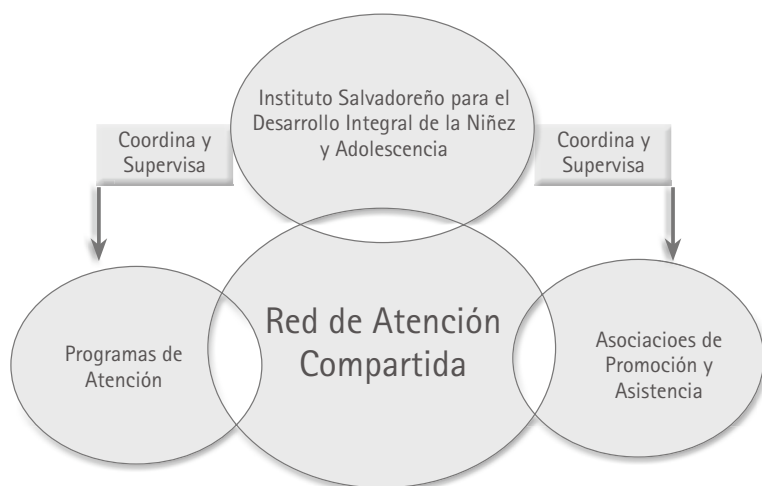 Instituto Salvadoreño para el
Desarrollo Integral de la Niñez
y Adolescencia
Coordina y
Supervisa
Coordina y
Supervisa
Red de Atención
Compartida
Programas de
Atención
Asociacioes de
Promoción y
Asistencia